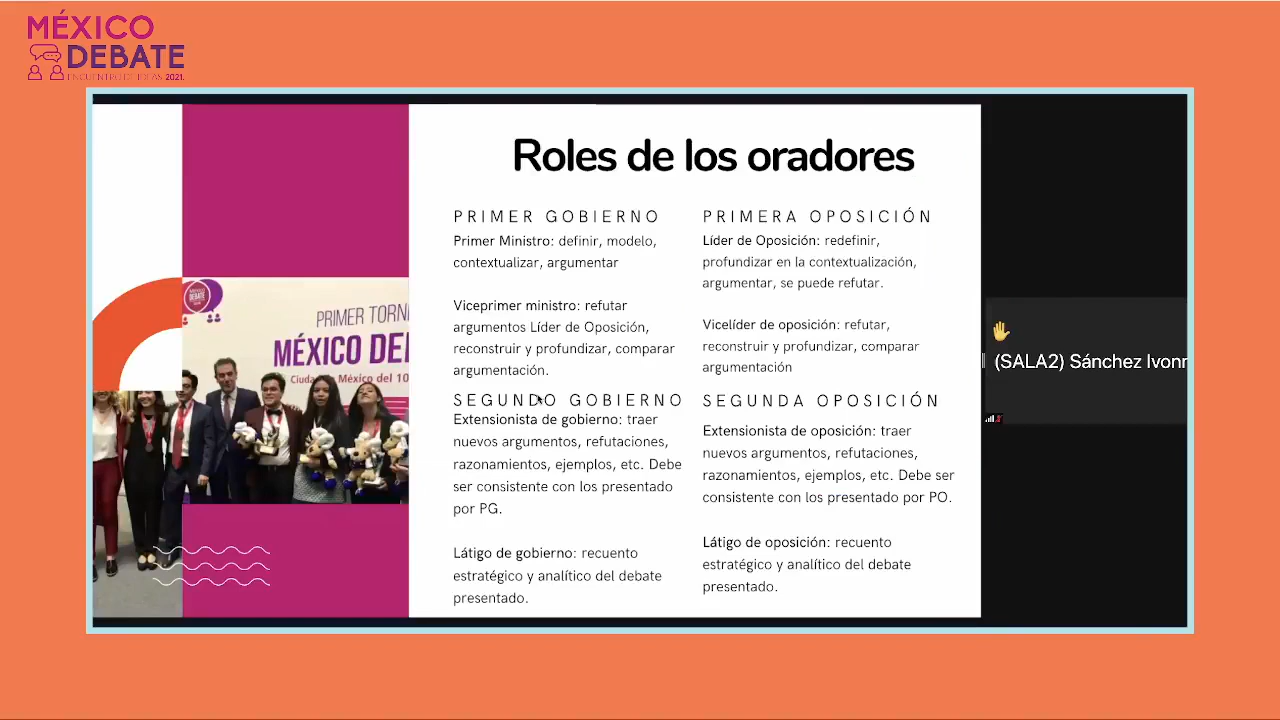 MÉXICO
DEBATE
ENCUENTRO DE IDEAS 2021.
Roles de los oradores
PRIMER GOBIERNO
Primer Ministro: definir, modelo,
contextualizar, argumentar
Viceprimer ministro: refutar
argumentos Líder de Oposición,
reconstruir y profundizar, comparar
argumentación.
SEGUNDO GOBIERNO
Extensionista de gobierno: traer
nuevos argumentos, refutaciones,
razonamientos, ejemplos, etc. Debe
ser consistente con los presentado
por PG.
Látigo de gobierno: recuento
estratégico y analítico del debate
presentado.
PRIMERA OPOSICIÓN
Líder de Oposición: redefinir,
profundizar en la contextualización,
argumentar, se puede refutar.
Vicelíder de oposición: refutar,
reconstruir y profundizar, comparar
argumentación
SEGUNDA OPOSICIÓN
Extensionista de oposición: traer
nuevos argumentos, refutaciones,
razonamientos, ejemplos, etc. Debe ser
consistente con los presentado por PO.
Látigo de oposición: recuento
estratégico y analítico del debate
presentado.
MÉXICO
DEBATE
PRIMER TORN
MÉXICO DE
Ciudad de México del 10
(SALA2) Sánchez Ivonn